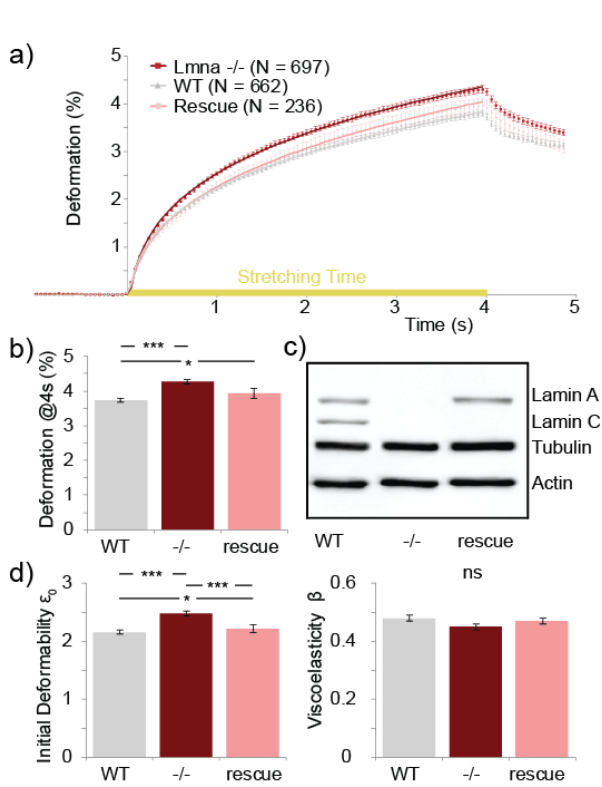 a)
Deformation (%)
5
4
3
2
1
Lmna -/- (N = 697)
WT (N = 662)
Rescue (N = 236)
Stretching Time
1
2
3
4
5
Time (s)
b)
Deformation @4s (%)
5
4
3
2
1
0
***
*
WT
-/-
rescue
c)
Lamin A
Lamin C
Tubulin
Actin
WT
-/-
rescue
d)
Initial Deformability ε0
3
2
1
0
***
***
*
WT
-/-
rescue
Viscoelasticity β
0.6
0.4
0.2
0
ns
WT
-/-
rescue